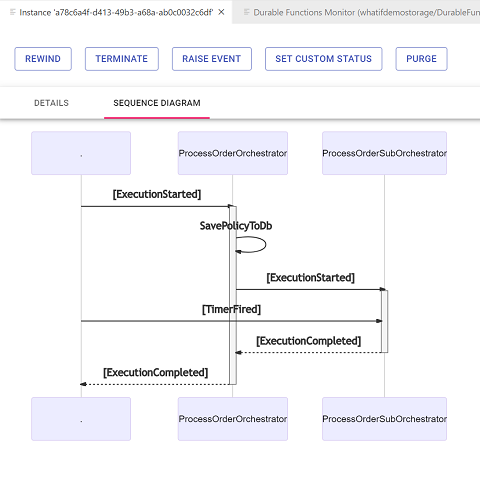 Instance 'a78c6a4f-d413-49b3-a68a-ab0c0032c6df' ×
Durable Functions Monitor (whatifdemostorage/DurableFun
REWIND
TERMINATE
RAISE EVENT
SET CUSTOM STATUS
PURGE
DETAILS
SEQUENCE DIAGRAM
.
ProcessOrderOrchestrator
ProcessOrderSubOrchestrator
[ExecutionStarted]
SavePolicyToDb
[ExecutionStarted]
[TimerFired]
[ExecutionCompleted]
[ExecutionCompleted]
.
ProcessOrderOrchestrator
ProcessOrderSubOrchestrator